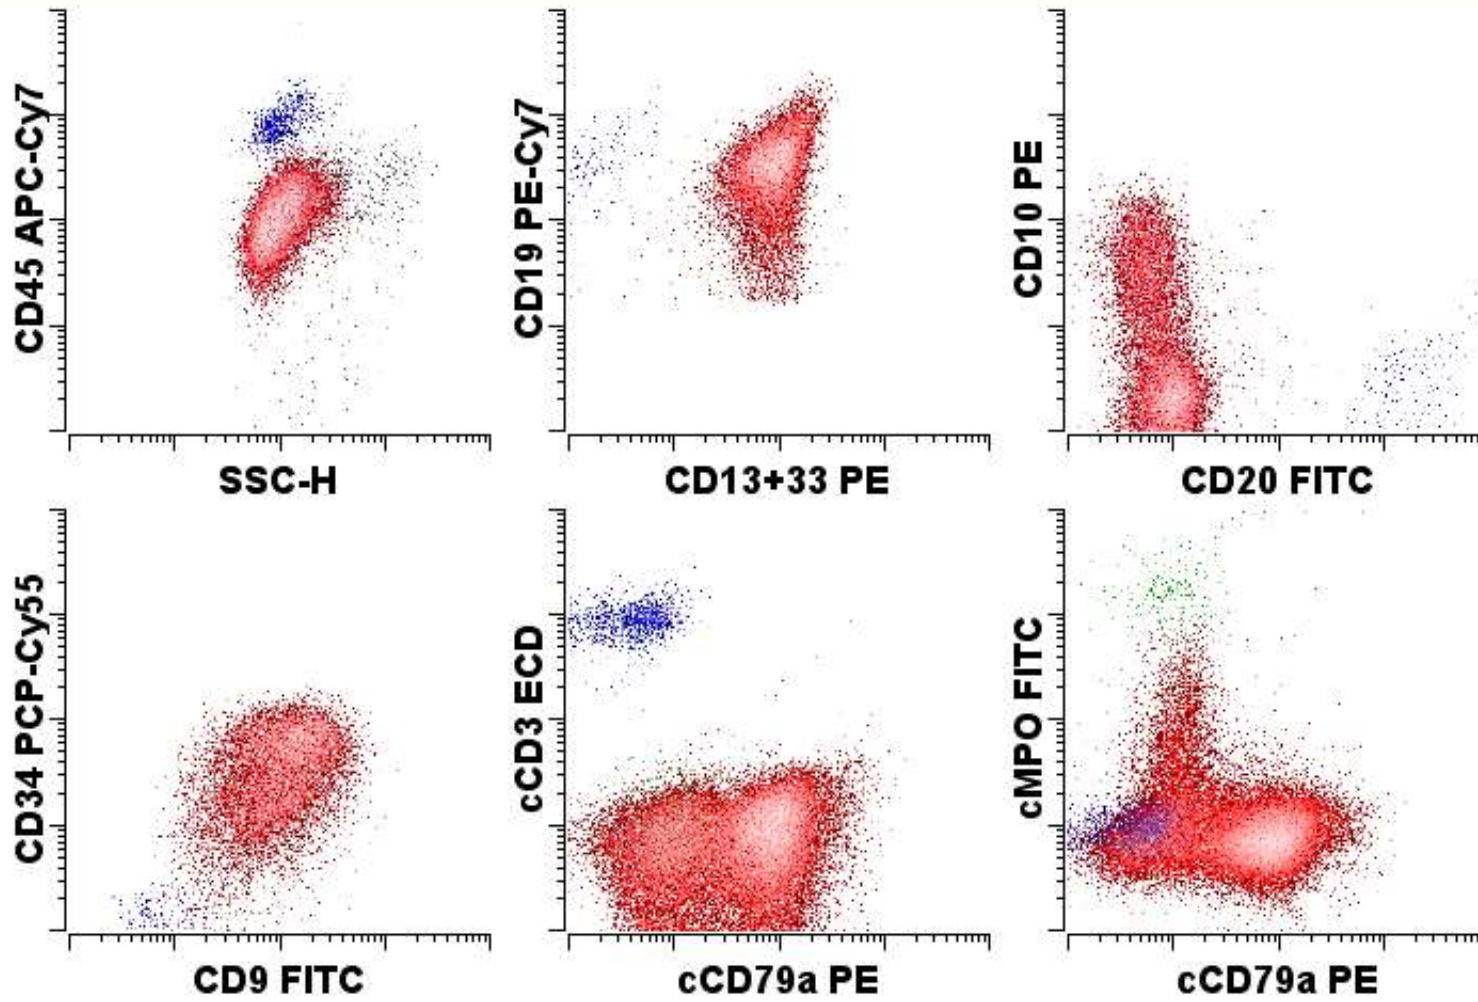 CD45 APC-Cy7
SSC-H
CD19 PE-Cy7
CD13+33 PE
CD10 PE
CD20 FITC
CD34 PCP-Cy55
CD9 FITC
cCD3 ECD
cCD79a PE
cMPO FITC
cCD79a PE